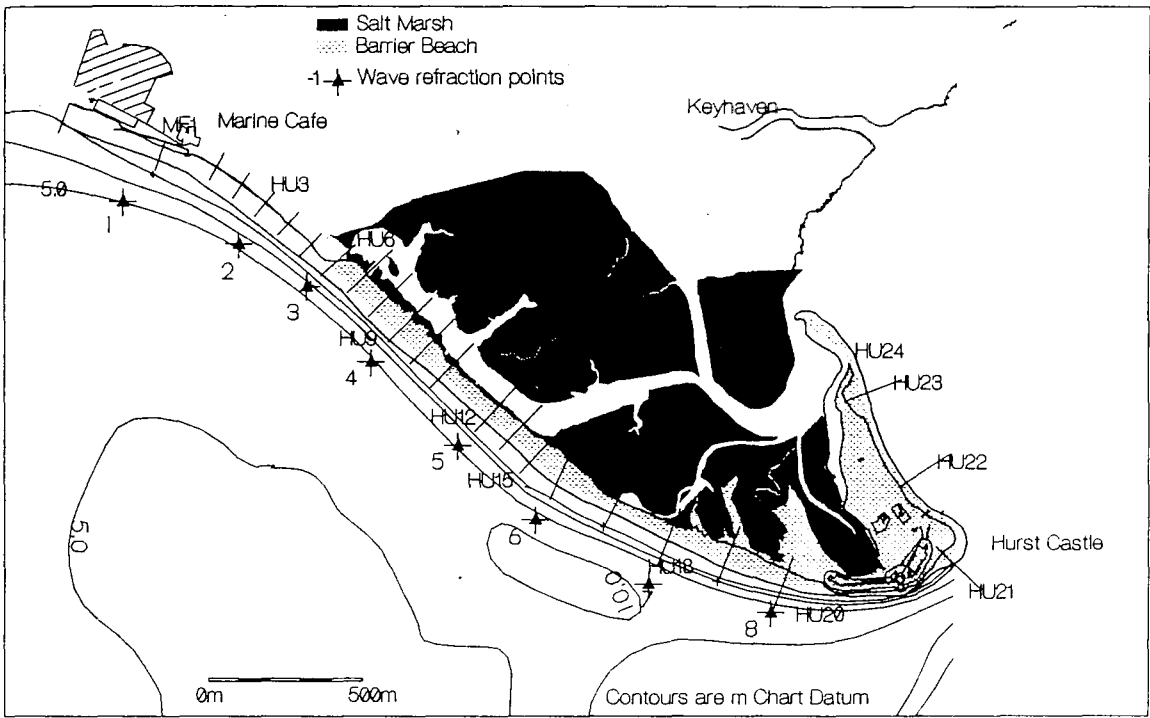 Salt Marsh
Barrier Beach
-1- Wave refraction points
Keyhaven
MF1
Marine Cafe
HU3
5.0
1
2
HU6
3
HU9
4
HU24
HU23
HU12
5
HU15
HU22
5.0
6
Hurst Castle
10.0
HU18
HU21
8
HU20
0m
500m
Contours are m Chart Datum